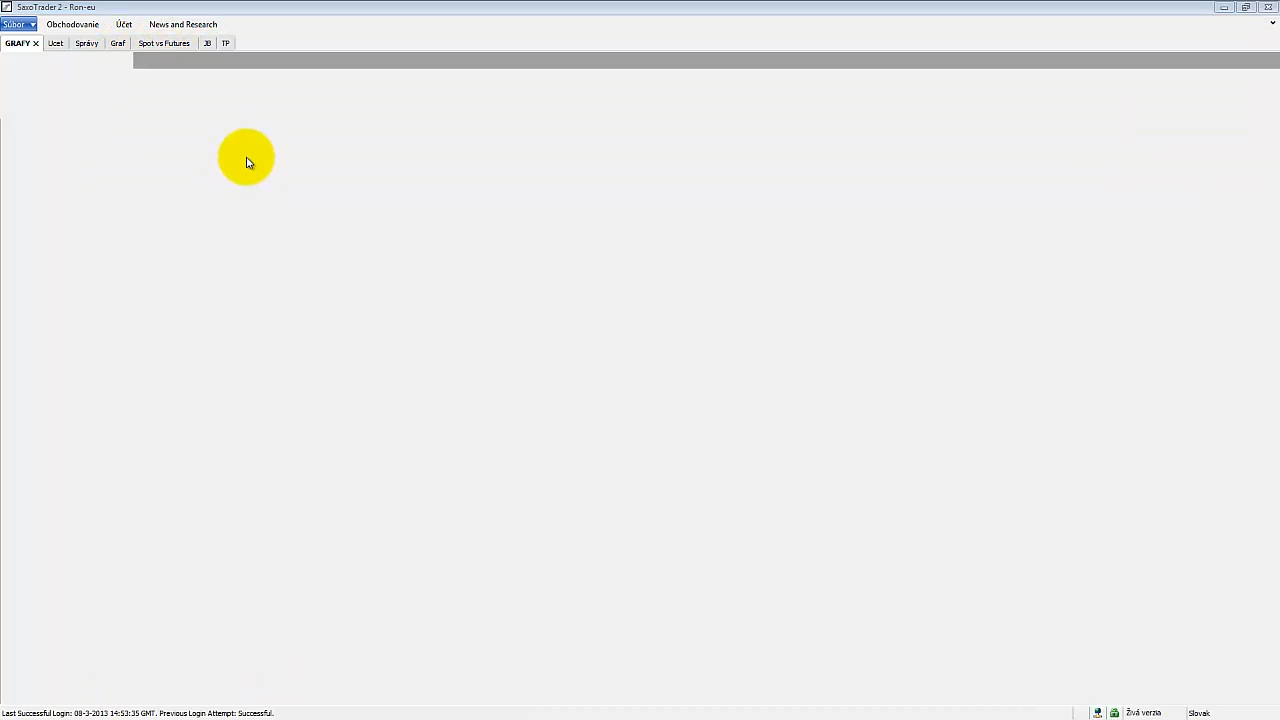 SaxoTrader 2 - Ron-eu
Súbor Obchodovanie Účet News and Research
GRAFY X Ucet Správy Graf Spot vs Futures JB TP
Last Successful Login: 08-3-2013 14:53:35 GMT. Previous Login Attempt: Successful. Živá verzia Slovak